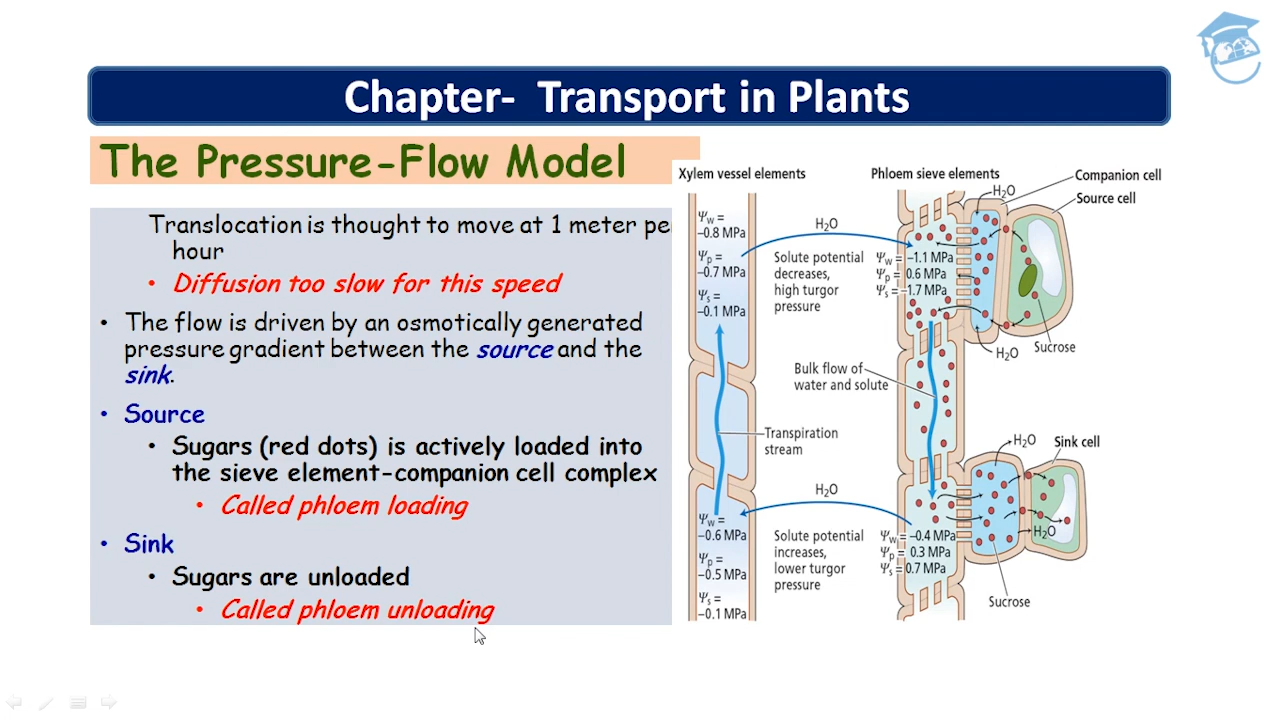 Chapter- Transport in Plants
The Pressure-Flow Model
Translocation is thought to move at 1 meter pe
hour
• Diffusion too slow for this speed
• The flow is driven by an osmotically generated
pressure gradient between the source and the
sink.
• Source
• Sugars (red dots) is actively loaded into
the sieve element-companion cell complex
• Called phloem loading
• Sink
• Sugars are unloaded
• Called phloem unloading
Xylem vessel elements
Phloem sieve elements
Companion cell
Source cell
H₂O
Ψw =
–0.8 MPa
Ψp =
–0.7 MPa
Ψs =
–0.1 MPa
H₂O
Solute potential
decreases,
high turgor
pressure
Ψw = –1.1 MPa
Ψp = 0.6 MPa
Ψs = –1.7 MPa
H₂O
Sucrose
Bulk flow of
water and solute
Transpiration
stream
H₂O
Sink cell
H₂O
Ψw =
–0.6 MPa
Ψp =
–0.5 MPa
Ψs =
–0.1 MPa
Solute potential
increases,
lower turgor
pressure
Ψw = –0.4 MPa
Ψp = 0.3 MPa
Ψs = 0.7 MPa
H₂O
Sucrose